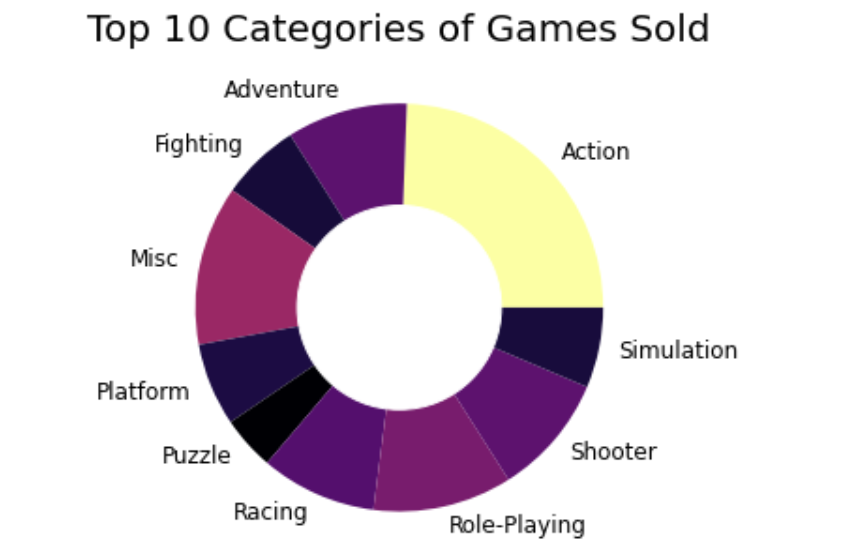 Top 10 Categories of Games Sold
Adventure
Action
Fighting
Misc
Simulation
Platform
Shooter
Puzzle
Racing
Role-Playing